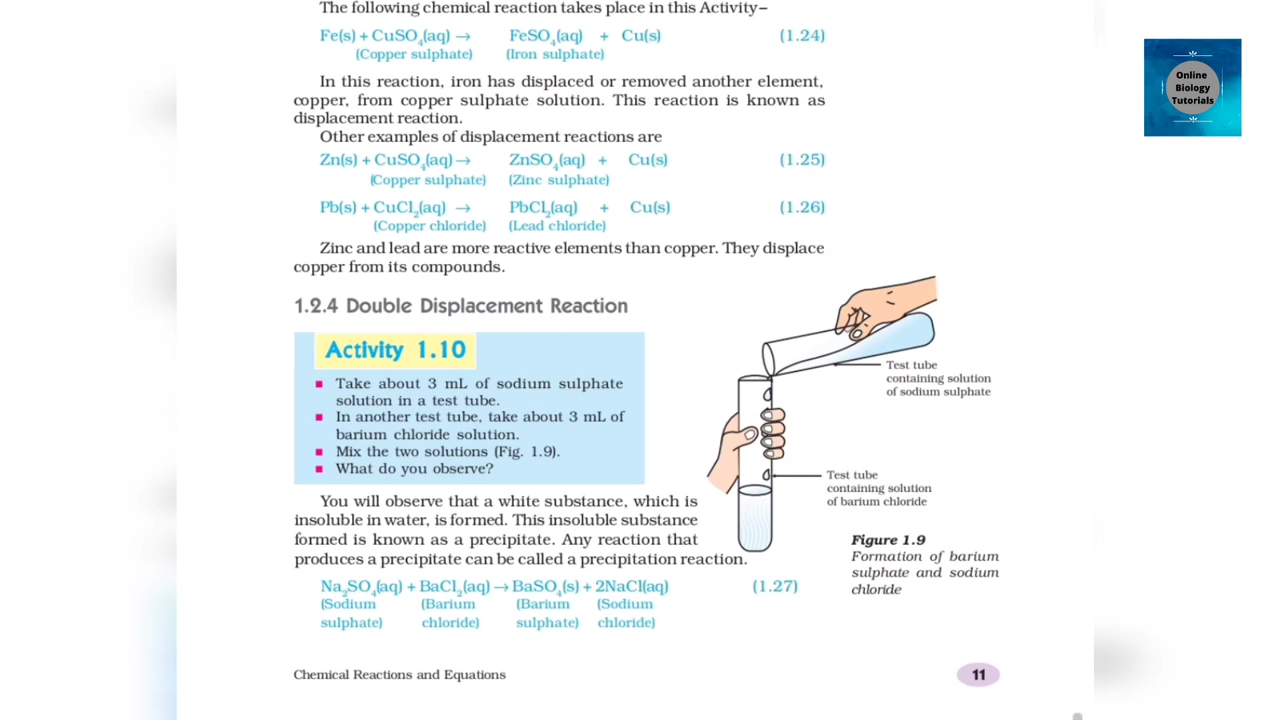 The following chemical reaction takes place in this Activity–
Fe(s) + CuSO₄(aq) → FeSO₄(aq) + Cu(s) (1.24)
(Copper sulphate) (Iron sulphate)
In this reaction, iron has displaced or removed another element,
copper, from copper sulphate solution. This reaction is known as
displacement reaction.
Other examples of displacement reactions are
Zn(s) + CuSO₄(aq) → ZnSO₄(aq) + Cu(s) (1.25)
(Copper sulphate) (Zinc sulphate)
Pb(s) + CuCl₂(aq) → PbCl₂(aq) + Cu(s) (1.26)
(Copper chloride) (Lead chloride)
Zinc and lead are more reactive elements than copper. They displace
copper from its compounds.
1.2.4 Double Displacement Reaction
Activity 1.10
Take about 3 mL of sodium sulphate
solution in a test tube.
In another test tube, take about 3 mL of
barium chloride solution.
Mix the two solutions (Fig. 1.9).
What do you observe?
Test tube
containing solution
of sodium sulphate
Test tube
containing solution
of barium chloride
Figure 1.9
Formation of barium
sulphate and sodium
chloride
You will observe that a white substance, which is
insoluble in water, is formed. This insoluble substance
formed is known as a precipitate. Any reaction that
produces a precipitate can be called a precipitation reaction.
Na₂SO₄(aq) + BaCl₂(aq) → BaSO₄(s) + 2NaCl(aq) (1.27)
(Sodium (Barium (Barium (Sodium
sulphate) chloride) sulphate) chloride)
Chemical Reactions and Equations
11
Online
Biology
Tutorials